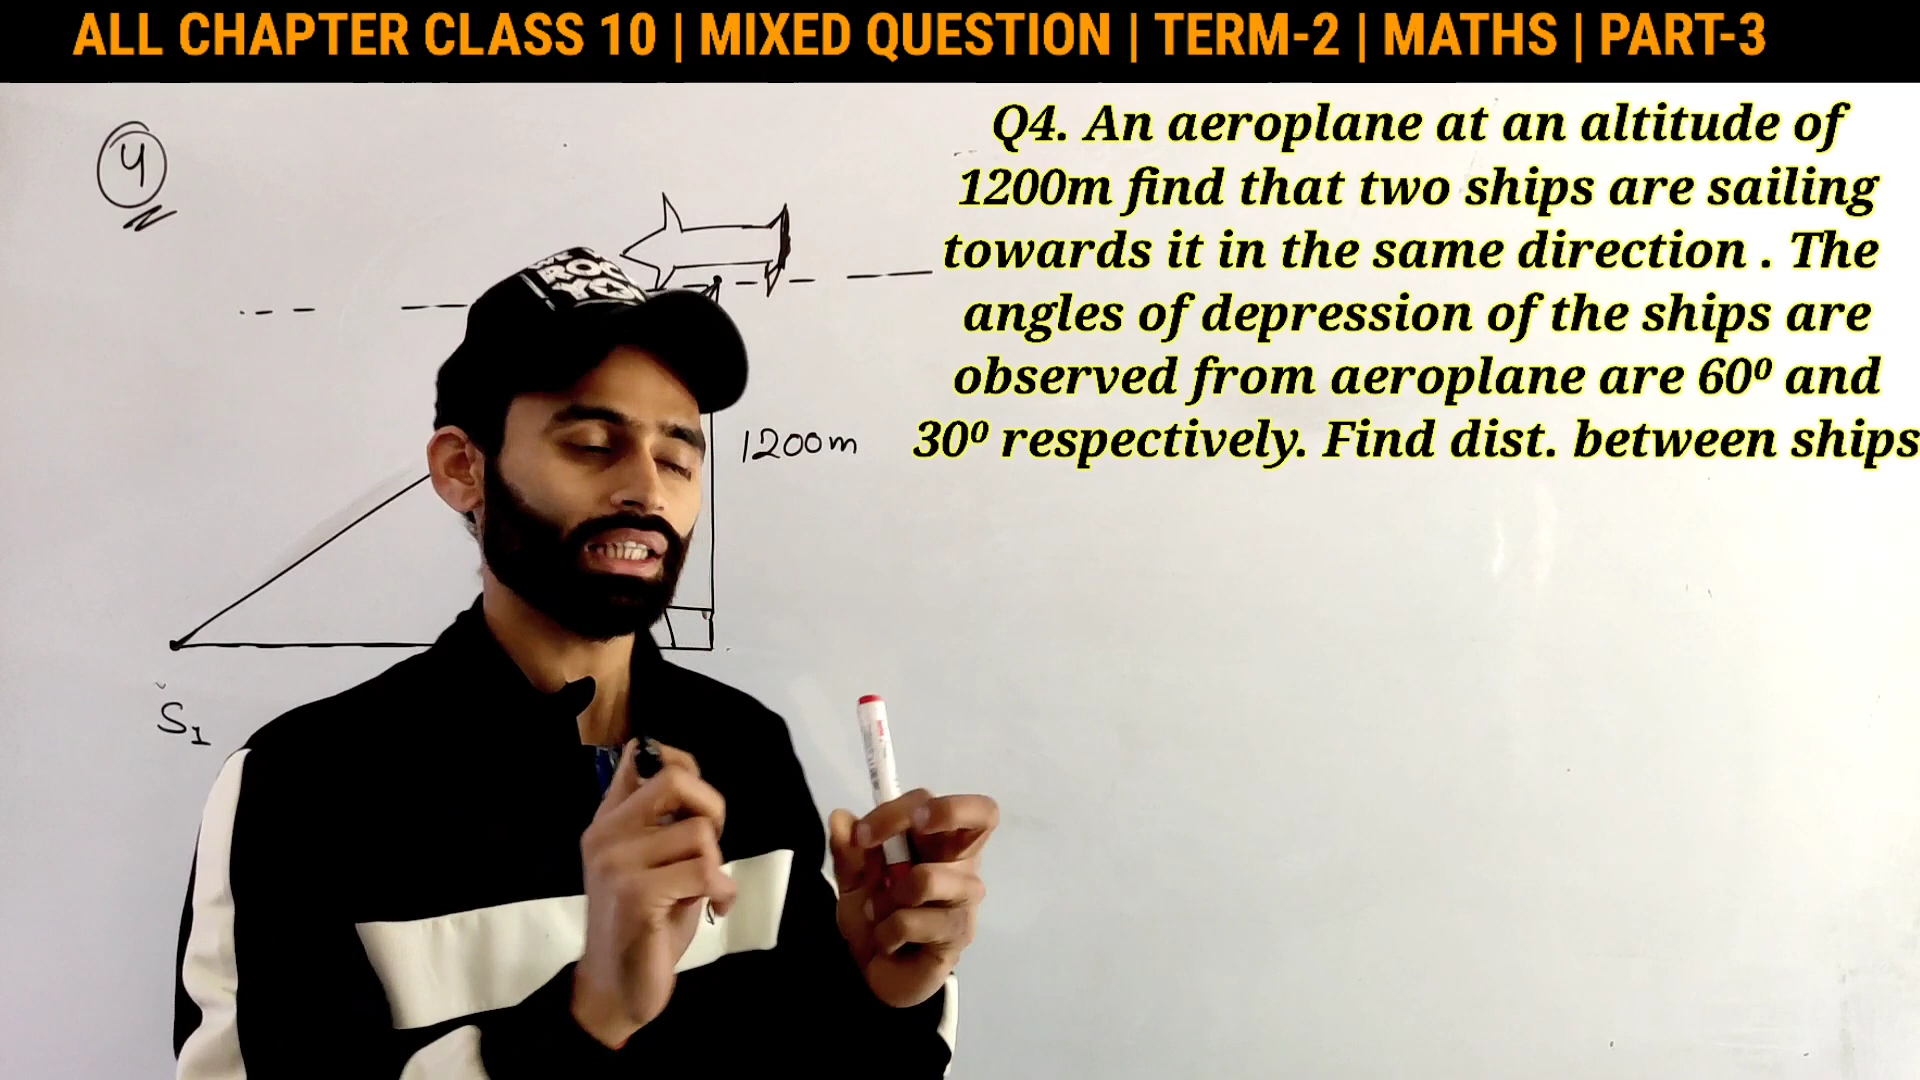 ALL CHAPTER CLASS 10 | MIXED QUESTION | TERM-2 | MATHS | PART-3
4
Q4. An aeroplane at an altitude of
1200m find that two ships are sailing
towards it in the same direction . The
angles of depression of the ships are
observed from aeroplane are 60⁰ and
30⁰ respectively. Find dist. between ships
1200m
S1